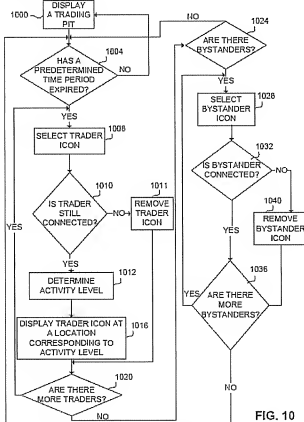 1000
DISPLAY
A TRADING
PIT
1004
HAS A
PREDETERMINED
TIME PERIOD
EXPIRED?
NO
YES
1008
SELECT TRADER
ICON
1010
IS TRADER
STILL
CONNECTED?
NO
1011
REMOVE
TRADER
ICON
YES
YES
1012
DETERMINE
ACTIVITY LEVEL
DISPLAY TRADER ICON AT
A LOCATION
CORRESPONDING TO
ACTIVITY LEVEL
1016
1020
ARE THERE
MORE TRADERS?
NO
NO
1024
ARE THERE
BYSTANDERS?
YES
1028
SELECT
BYSTANDER
ICON
1032
IS BYSTANDER
CONNECTED?
NO
YES
1040
REMOVE
BYSTANDER
ICON
1036
ARE THERE
MORE
BYSTANDERS?
YES
NO
FIG. 10